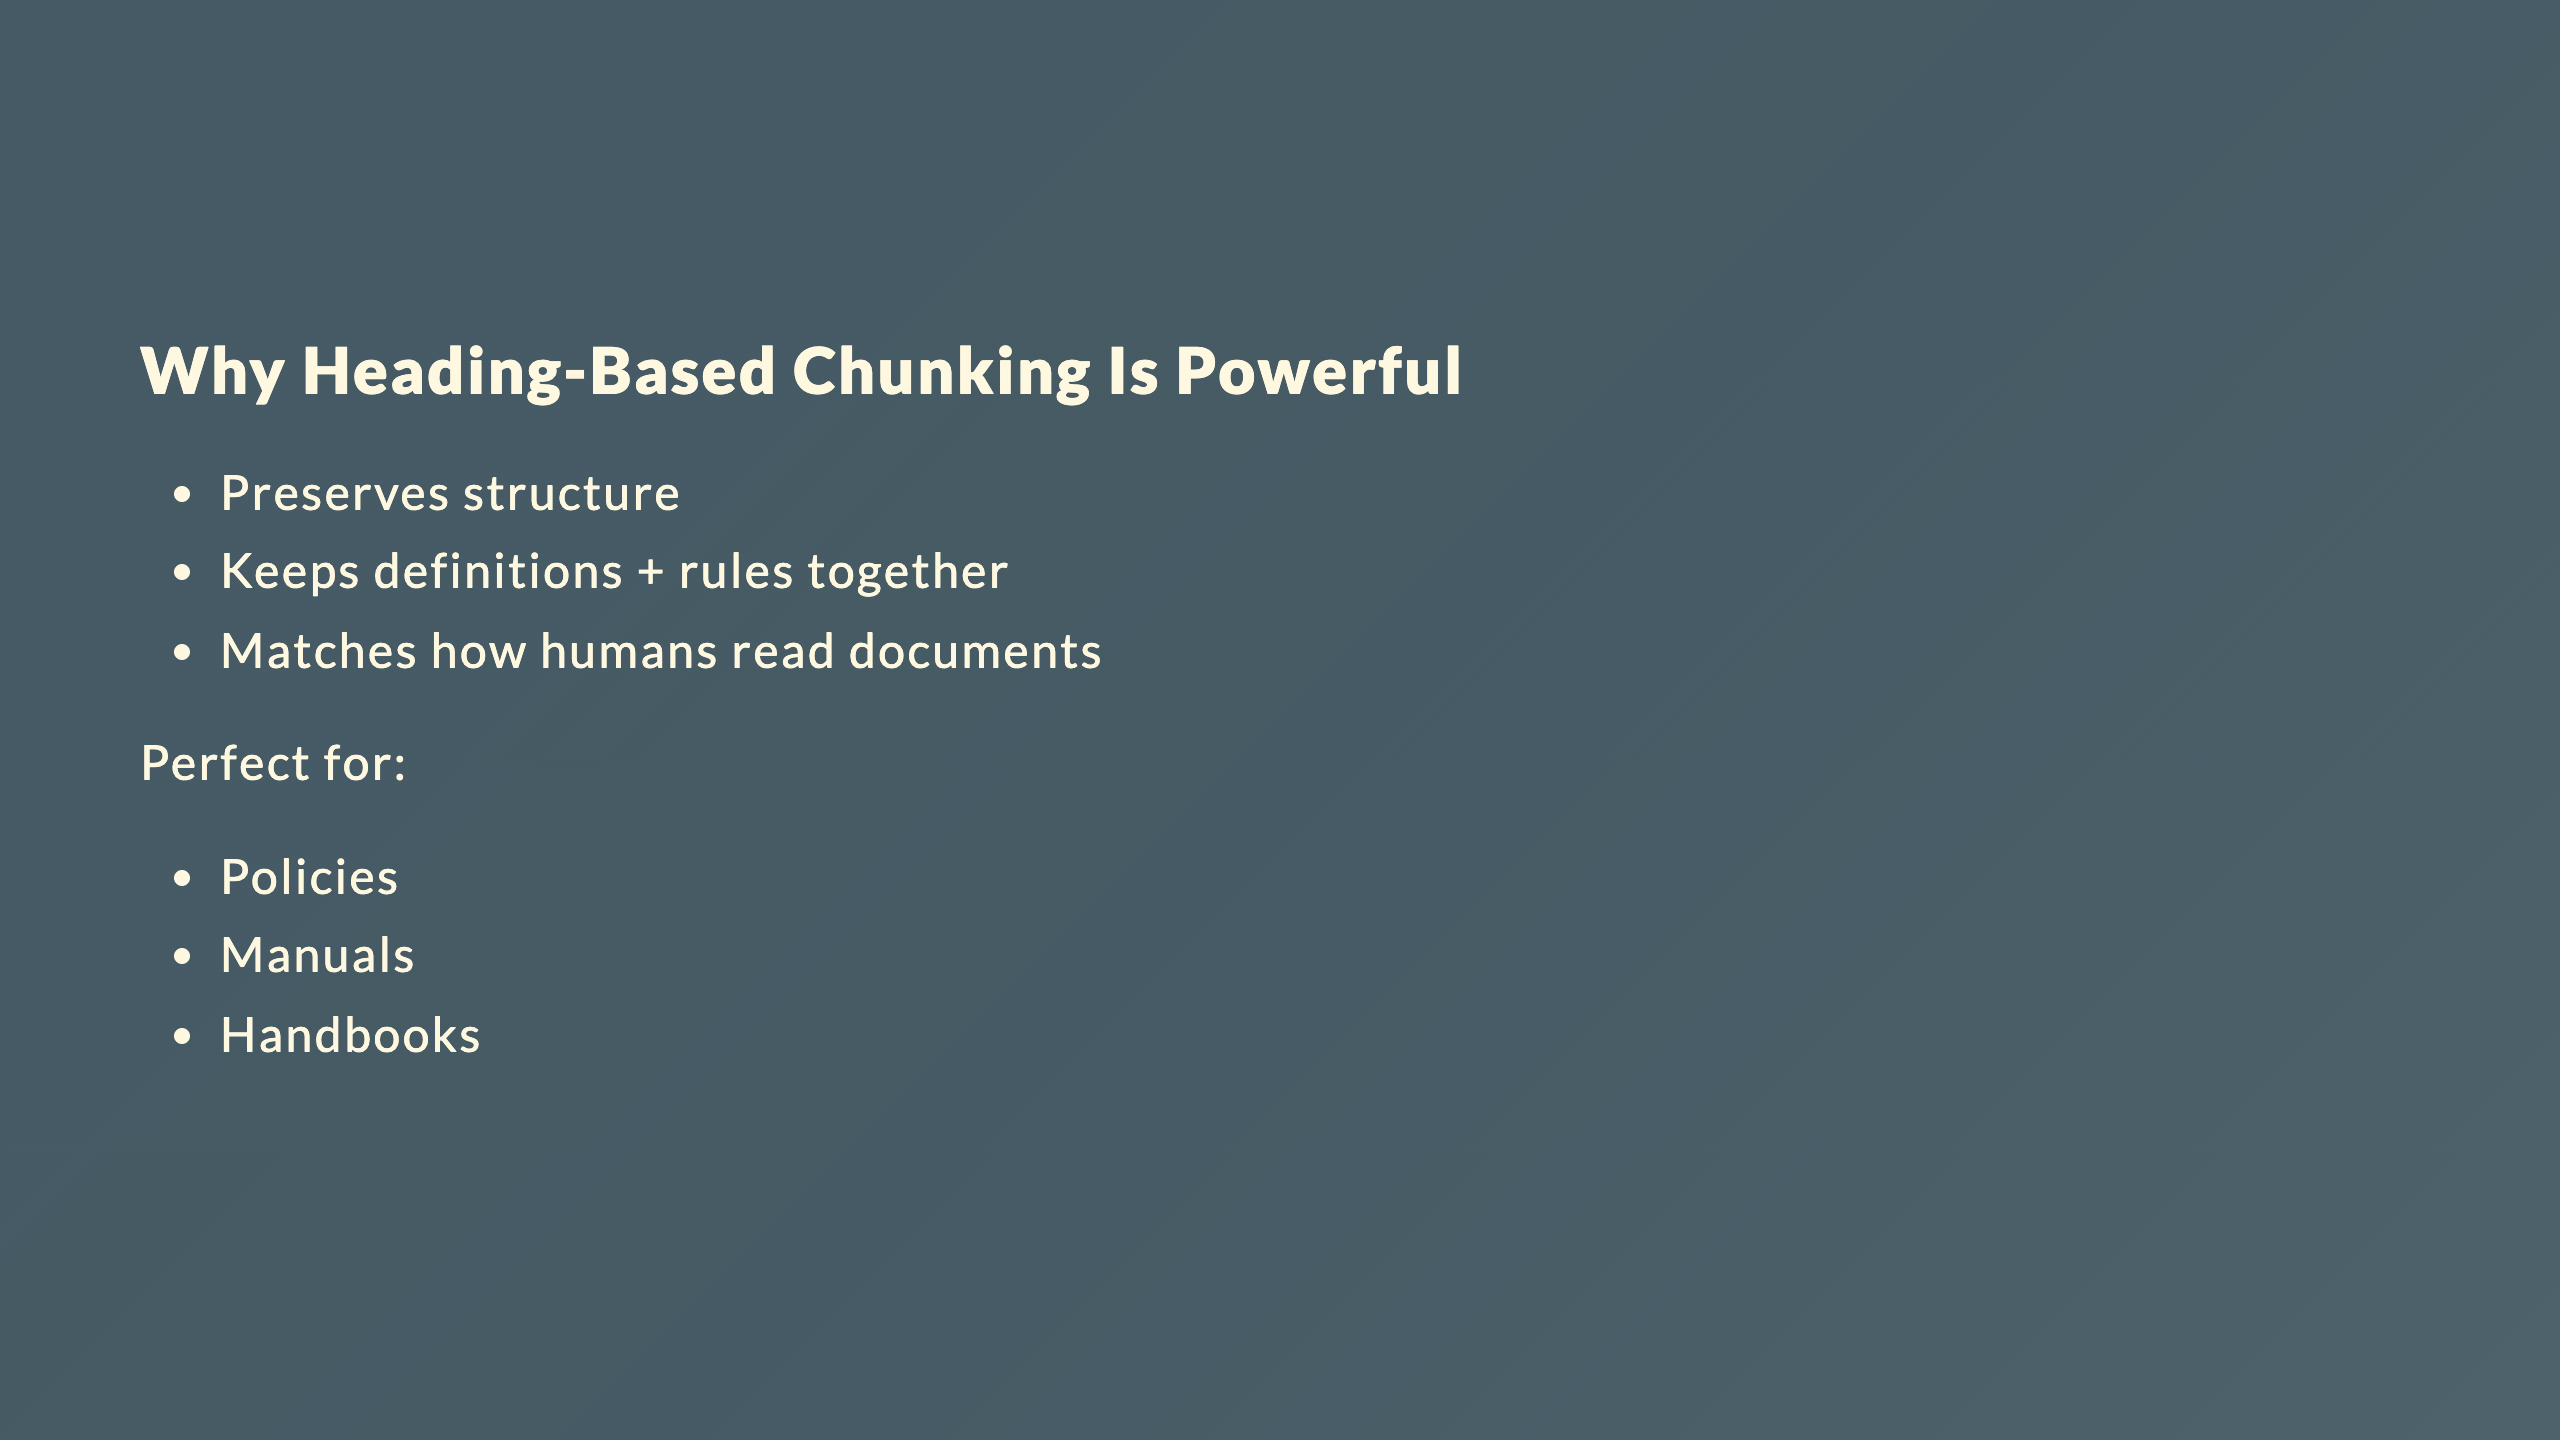 Why Heading-Based Chunking Is Powerful
• Preserves structure
• Keeps definitions + rules together
• Matches how humans read documents
Perfect for:
• Policies
• Manuals
• Handbooks